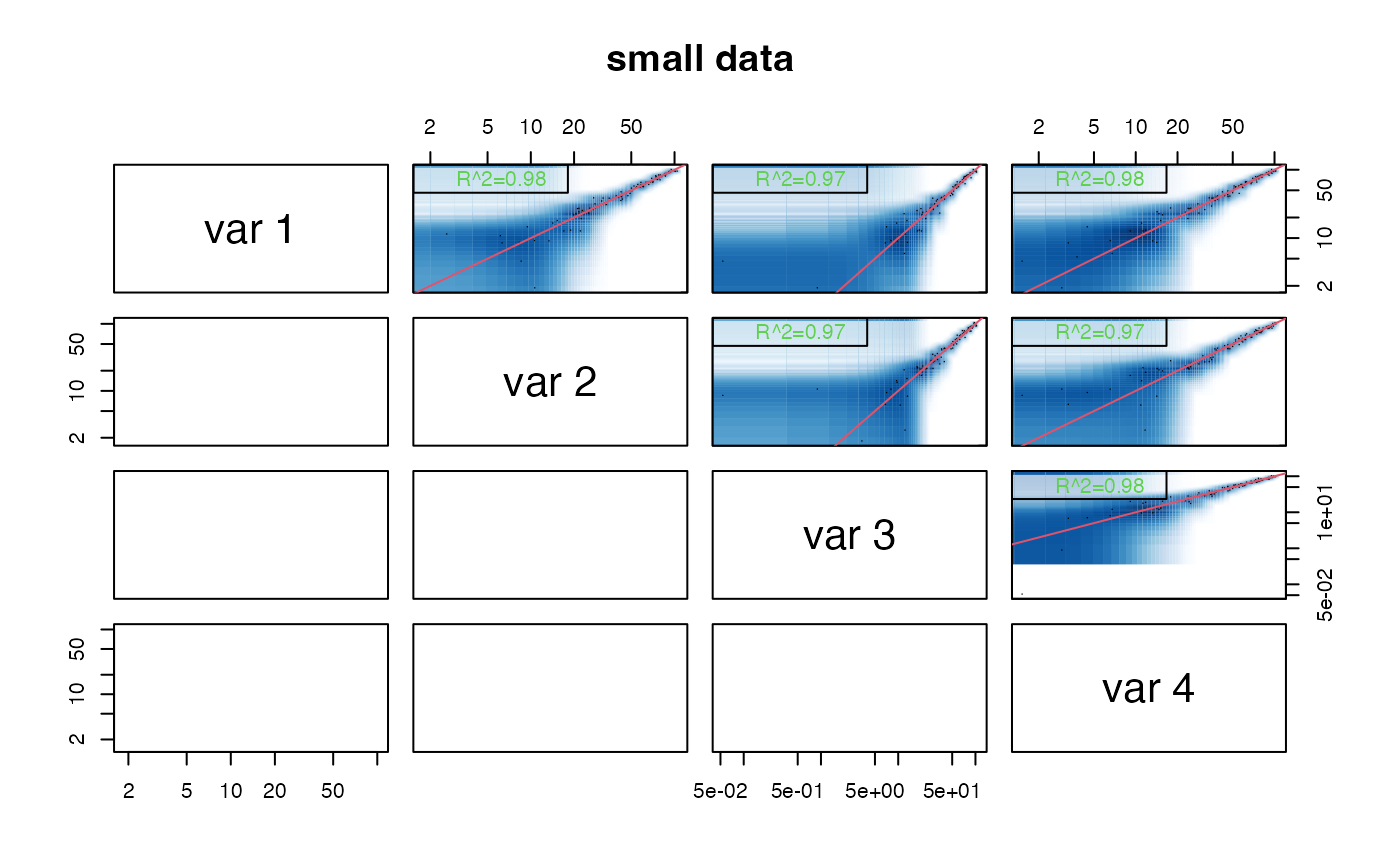 small data
2 5 10 20 50
2 5 10 20 50
var 1
R^2=0.98
R^2=0.97
R^2=0.98
2 10 50
2 10 50
var 2
R^2=0.97
R^2=0.97
var 3
R^2=0.98
5e-02 1e+01
2 10 50
var 4
2 5 10 20 50
5e-02 5e-01 5e+00 5e+01